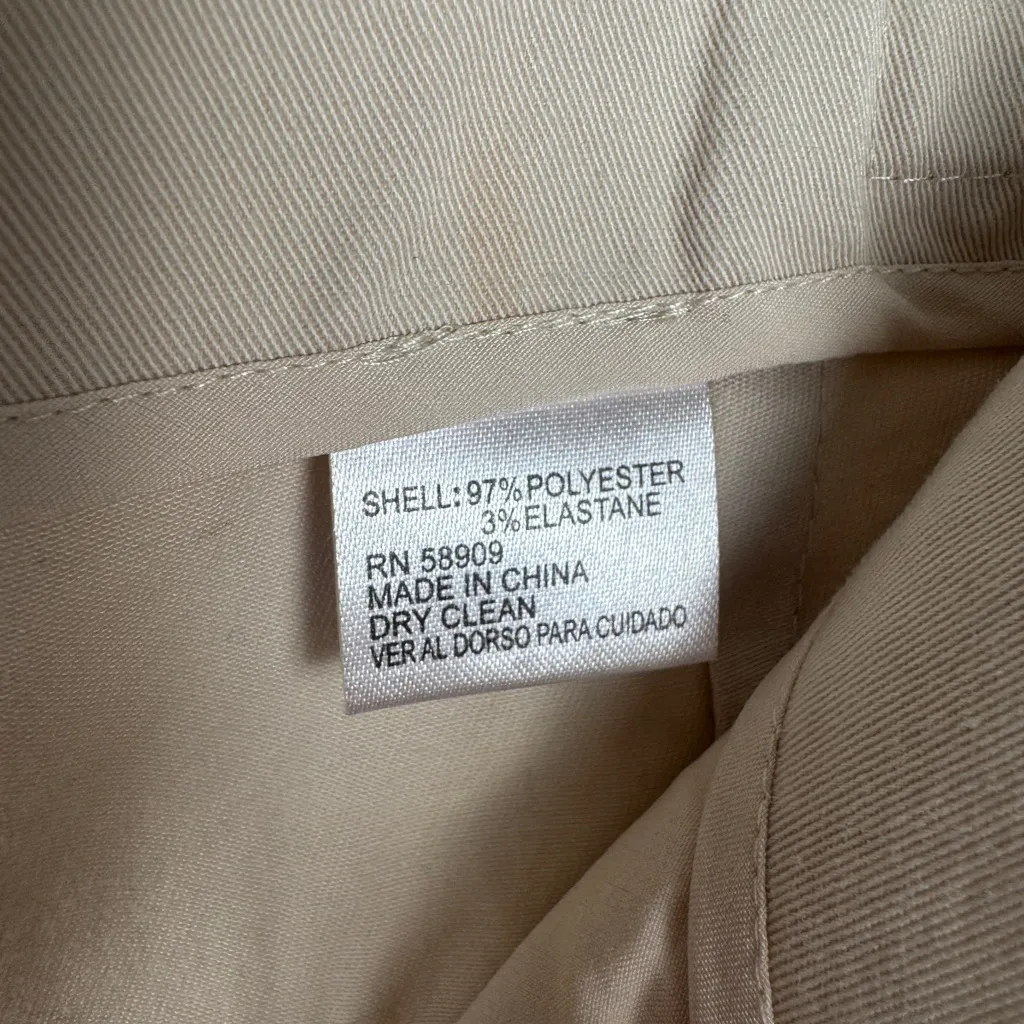 SHELL: 97% POLYESTER
3% ELASTANE
RN 58909
MADE IN CHINA
DRY CLEAN
VER AL DORSO PARA CUIDADO